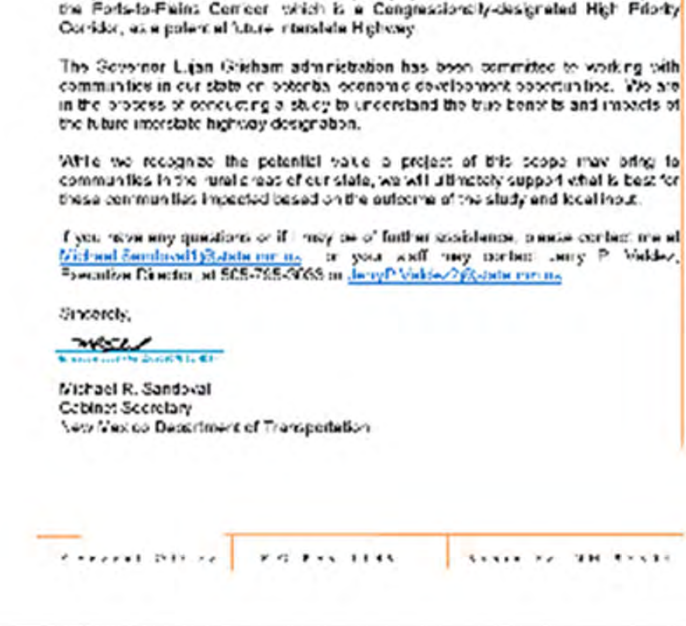 the Ports-to-Plains Corridor, which is a Congressionally-designated High Priority
Corridor, as a potential future Interstate Highway.
The Governor Lujan Grisham administration has been committed to working with
communities in our state on potential economic development opportunities. We are
in the process of conducting a study to understand the true benefits and impacts of
the future interstate highway designation.
While we recognize the potential value a project of this scope may bring to
communities in the rural areas of our state, we will ultimately support what is best for
these communities impacted based on the outcome of the study and local input.
If you have any questions or if I may be of further assistance, please contact me at
or your staff may contact Jerry P. Valdez,
Executive Director, at
Sincerely,
Michael R. Sandoval
Cabinet Secretary
New Mexico Department of Transportation
General Office